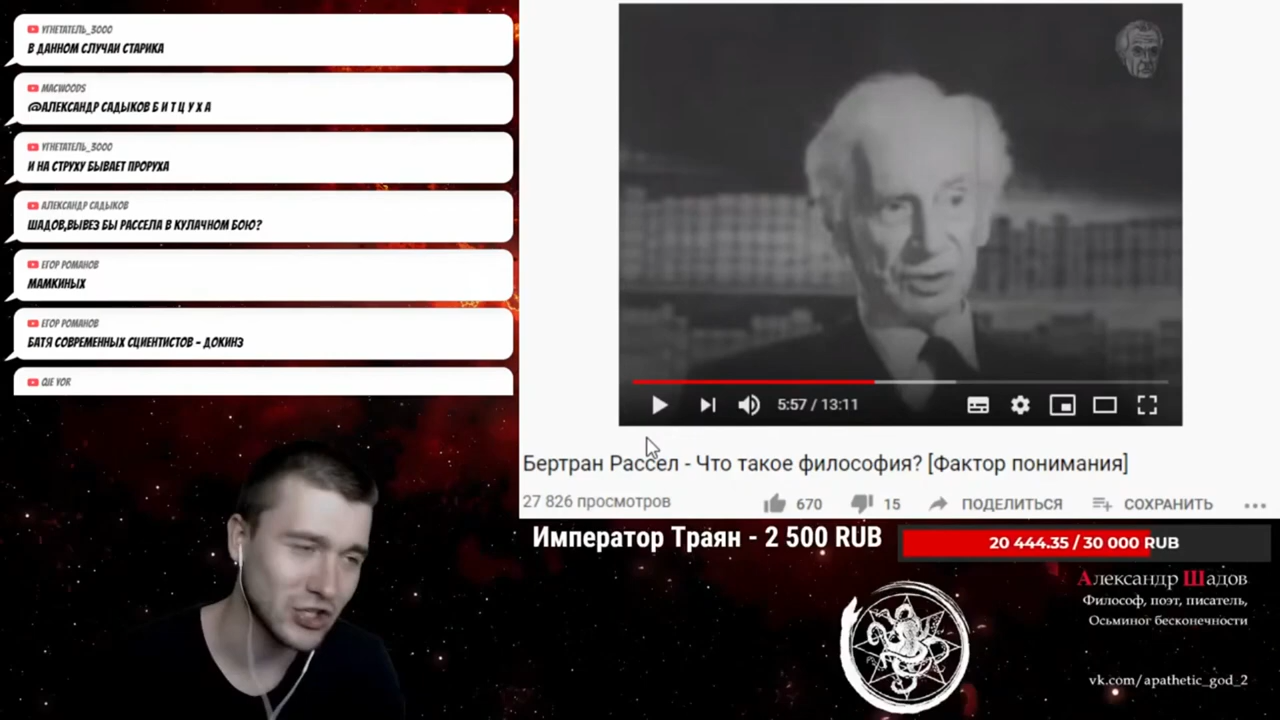 УГНЕТАТЕЛЬ_3000
В ДАННОМ СЛУЧАИ СТАРИКА
MACWOODS
@АЛЕКСАНДР САДЫКОВ Б И Т Ц У Х А
УГНЕТАТЕЛЬ_3000
И НА СТРУХУ БЫВАЕТ ПРОРУХА
АЛЕКСАНДР САДЫКОВ
ШАДОВ,ВЫВЕЗ БЫ РАССЕЛА В КУЛАЧНОМ БОЮ?
ЕГОР РОМАНОВ
МАМКИНЫХ
ЕГОР РОМАНОВ
БАТЯ СОВРЕМЕННЫХ СЦИЕНТИСТОВ - ДОКИНЗ
QIE YOR
5:57 / 13:11
Бертран Рассел - Что такое философия? [Фактор понимания]
27 826 просмотров
670
15
ПОДЕЛИТЬСЯ
СОХРАНИТЬ
Император Траян - 2 500 RUB
20 444.35 / 30 000 RUB
Александр Шадов
Философ, поэт, писатель,
Осьминог бесконечности
vk.com/apathetic_god_2